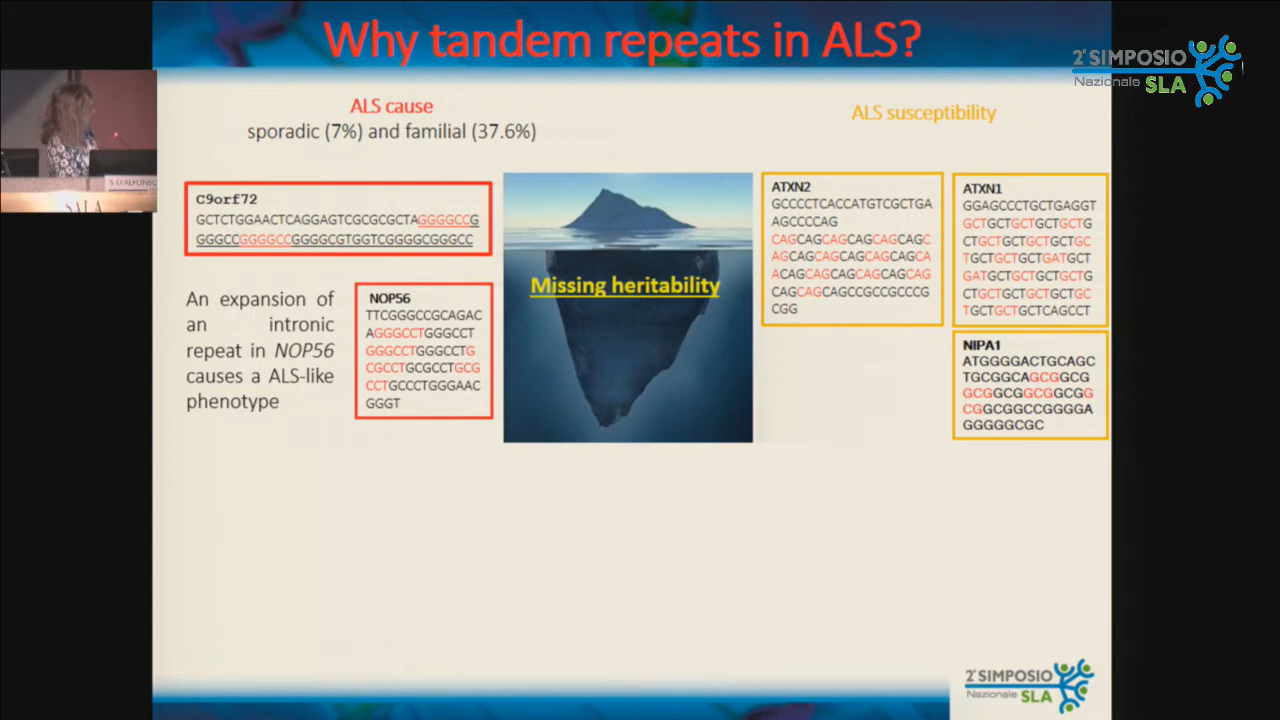 Why tandem repeats in ALS?
2° SIMPOSIO
Nazionale SLA
ALS cause
sporadic (7%) and familial (37.6%)
ALS susceptibility
C9orf72
GCTCTGGAACTCAGGAGTCGCGCGCTAGGGGCCG
GGGCCGGGGCCGGGGCGTGGTCGGGGCGGGCC
An expansion of
an intronic
repeat in NOP56
causes a ALS-like
phenotype
NOP56
TTCGGGCCGCAGAC
AGGGCCTGGGCCT
GGGCCTGGGCCTG
CGCCTGCGCCTGCG
CCTGCCCTGGGAAC
GGGT
Missing heritability
ATXN2
GCCCCTCACCATGTCGCTGA
AGCCCCAG
CAGCAGCAGCAGCAGCAGC
AGCAGCAGCAGCAGCAGCA
ACAGCAGCAGCAGCAGCAG
CAGCAGCAGCCGCCGCCCG
CGG
ATXN1
GGAGCCCTGCTGAGGT
GCTGCTGCTGCTGCTG
CTGCTGCTGCTGCTGC
TGCTGCTGCTGATGCT
GATGCTGCTGCTGCTG
CTGCTGCTGCTGCTGC
TGCTGCTGCTCAGCCT
NIPA1
ATGGGGACTGCAGC
TGCGGCAGCGGCG
GCGGCGGCGGCGG
CGGCGGCCGGGGA
GGGGGCGC
S. D'ALFONSO
SALA
2° SIMPOSIO
Nazionale SLA